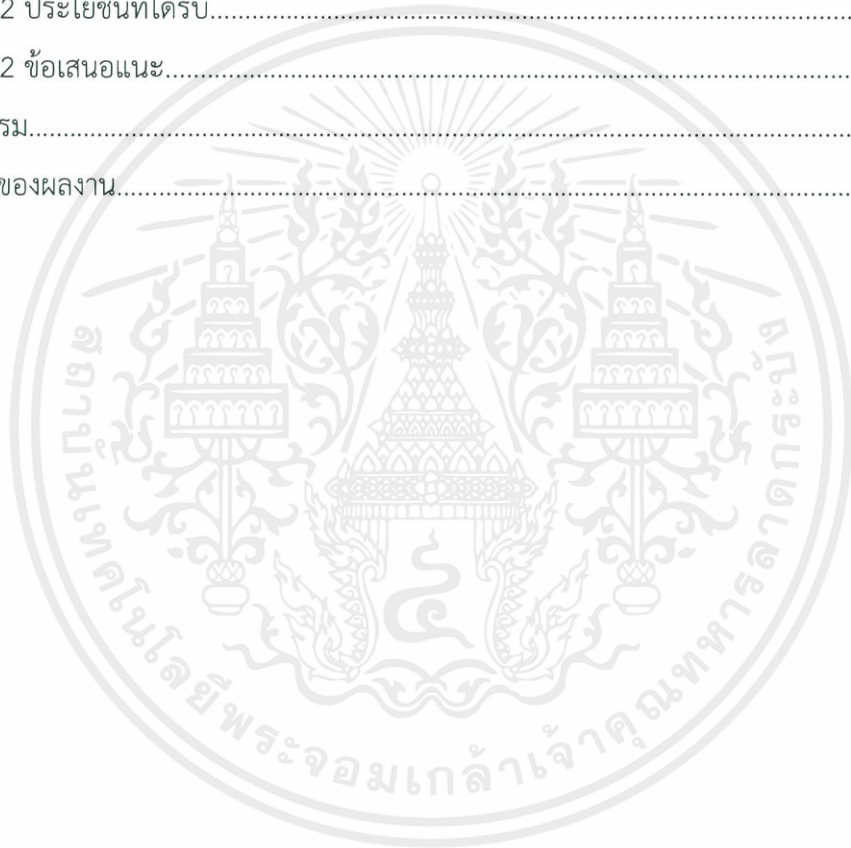 2 ประโยชน์ที่ได้รับ
2 ข้อเสนอแนะ
รม
ของผลงาน
สถาบันเทคโนโลยีพระจอมเกล้าเจ้าคุณทหารลาดกระบัง